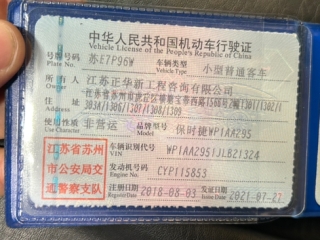 中华人民共和国机动车行驶证
Vehicle License of the People's Republic of China
号牌号码 苏E7P96W 车辆类型 小型普通客车
Plate No. Vehicle Type
所有人 江苏正华新工程咨询有限公司
Owner
1303A/1306/1307/1308/1309
使用性质 非营运 品牌型号 保时捷WP1AA295
Use Character Model
车辆识别代号 WP1AA2951JLB21324
VIN
江苏省苏州
市公安局交
通警察支队
发动机号码 CYP115853
Engine No.
注册日期 2018-08-03 发证日期 2021-07-27
Register Date Issue Date